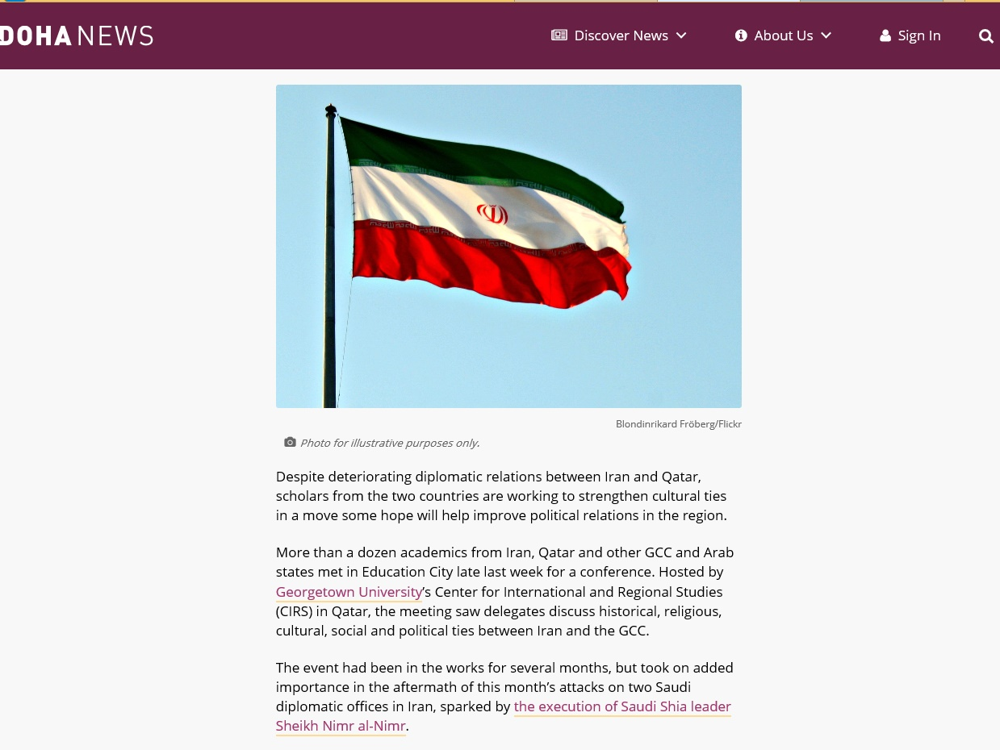 DOHA NEWS
Discover News
About Us
Sign In
Blondinrikard Fröberg/Flickr
Photo for illustrative purposes only.
Despite deteriorating diplomatic relations between Iran and Qatar,
scholars from the two countries are working to strengthen cultural ties
in a move some hope will help improve political relations in the region.
More than a dozen academics from Iran, Qatar and other GCC and Arab
states met in Education City late last week for a conference. Hosted by
Georgetown University’s Center for International and Regional Studies
(CIRS) in Qatar, the meeting saw delegates discuss historical, religious,
cultural, social and political ties between Iran and the GCC.
The event had been in the works for several months, but took on added
importance in the aftermath of this month’s attacks on two Saudi
diplomatic offices in Iran, sparked by the execution of Saudi Shia leader
Sheikh Nimr al-Nimr.